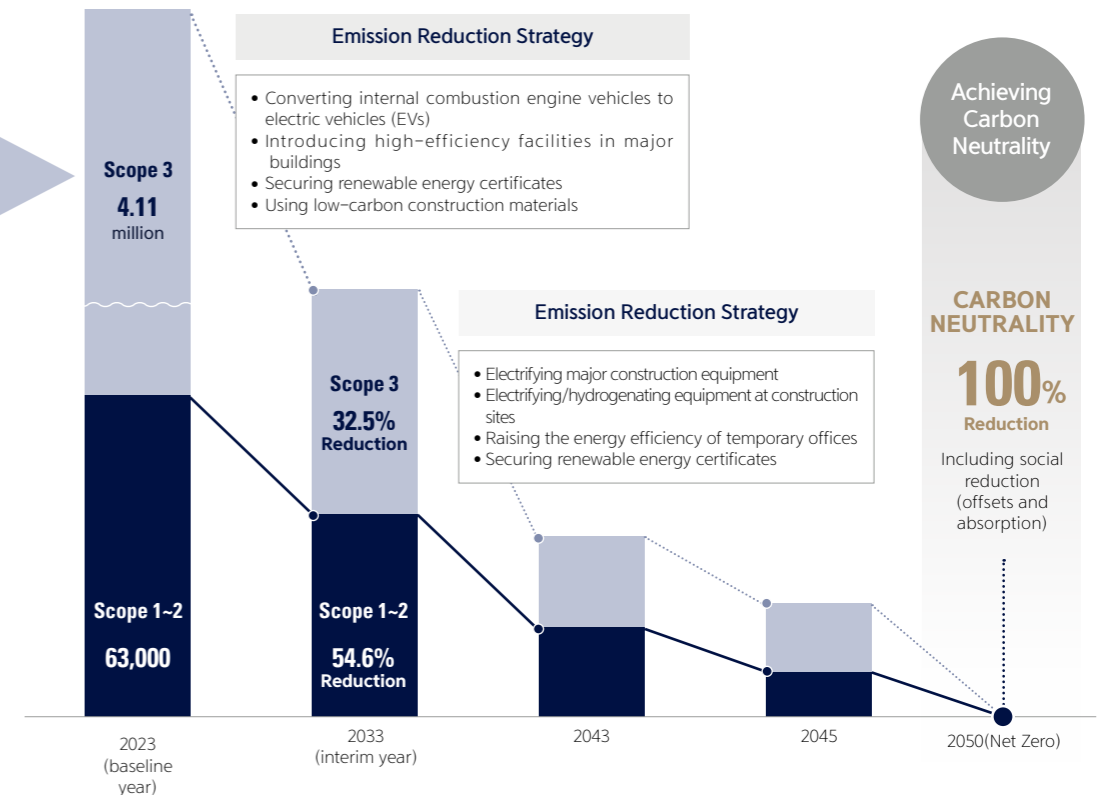 Emission Reduction Strategy
• Converting internal combustion engine vehicles to
electric vehicles (EVs)
• Introducing high-efficiency facilities in major
buildings
• Securing renewable energy certificates
• Using low-carbon construction materials
Achieving
Carbon
Neutrality
Scope 3
4.11
million
Emission Reduction Strategy
• Electrifying major construction equipment
• Electrifying/hydrogenating equipment at construction
sites
• Raising the energy efficiency of temporary offices
• Securing renewable energy certificates
CARBON
NEUTRALITY
100%
Reduction
Including social
reduction
(offsets and
absorption)
Scope 3
32.5%
Reduction
Scope 1~2
63,000
Scope 1~2
54.6%
Reduction
2023
(baseline
year)
2033
(interim year)
2043
2045
2050(Net Zero)